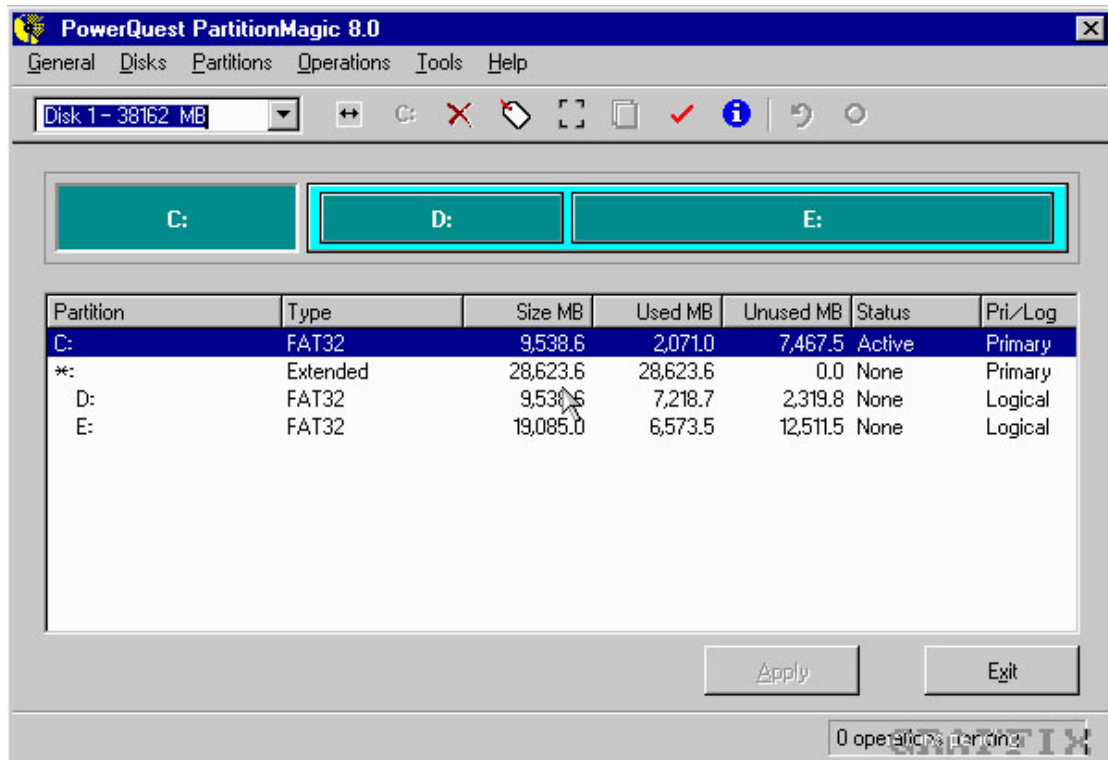 PowerQuest PartitionMagic 8.0
General Disks Partitions Operations Tools Help
Disk 1 - 38162 MB C:
C: D: E:
Partition Type Size MB Used MB Unused MB Status Pri/Log
C: FAT32 9,538.6 2,071.0 7,467.5 Active Primary
*: Extended 28,623.6 28,623.6 0.0 None Primary
D: FAT32 9,538.6 7,218.7 2,319.8 None Logical
E: FAT32 19,085.0 6,573.5 12,511.5 None Logical
Apply Exit
0 operations pending